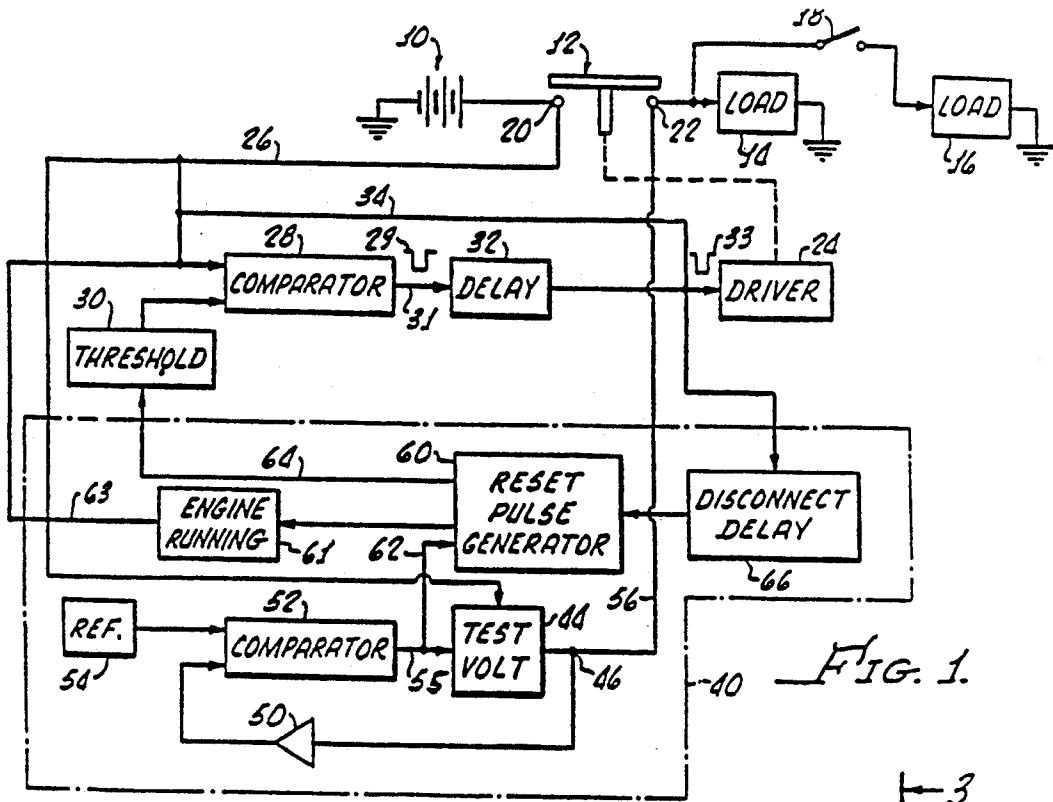 10
12
18
20
22
LOAD
14
LOAD
16
26
34
28
29
32
33
24
COMPARATOR
31
DELAY
DRIVER
30
THRESHOLD
64
60
RESET
PULSE
GENERATOR
DISCONNECT
DELAY
66
63
ENGINE
RUNNING
61
62
56
52
44
REF.
54
COMPARATOR
55
TEST
VOLT
46
50
40
FIG. 1.
3